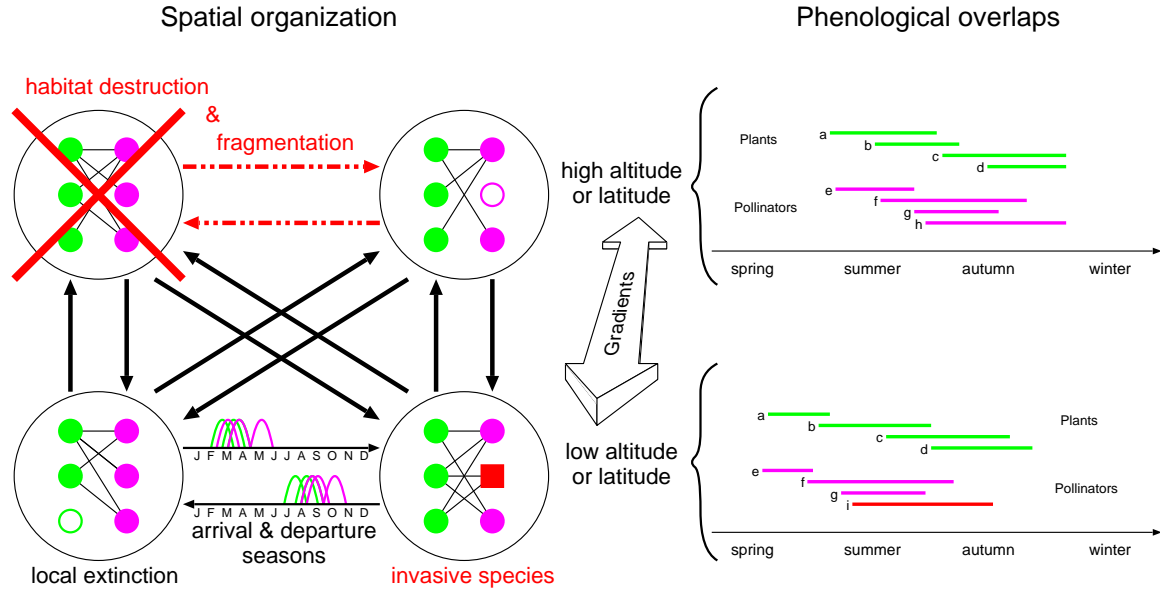 Spatial organization
Phenological overlaps
habitat destruction
&
fragmentation
high altitude
or latitude
Plants
a
b
c
d
e
f
Pollinators
g
h
spring summer autumn winter
Gradients
low altitude
or latitude
a
Plants
b
c
d
e
f
Pollinators
g
i
spring summer autumn winter
J F M A M J J A S O N D
J F M A M J J A S O N D
arrival & departure
seasons
local extinction
invasive species